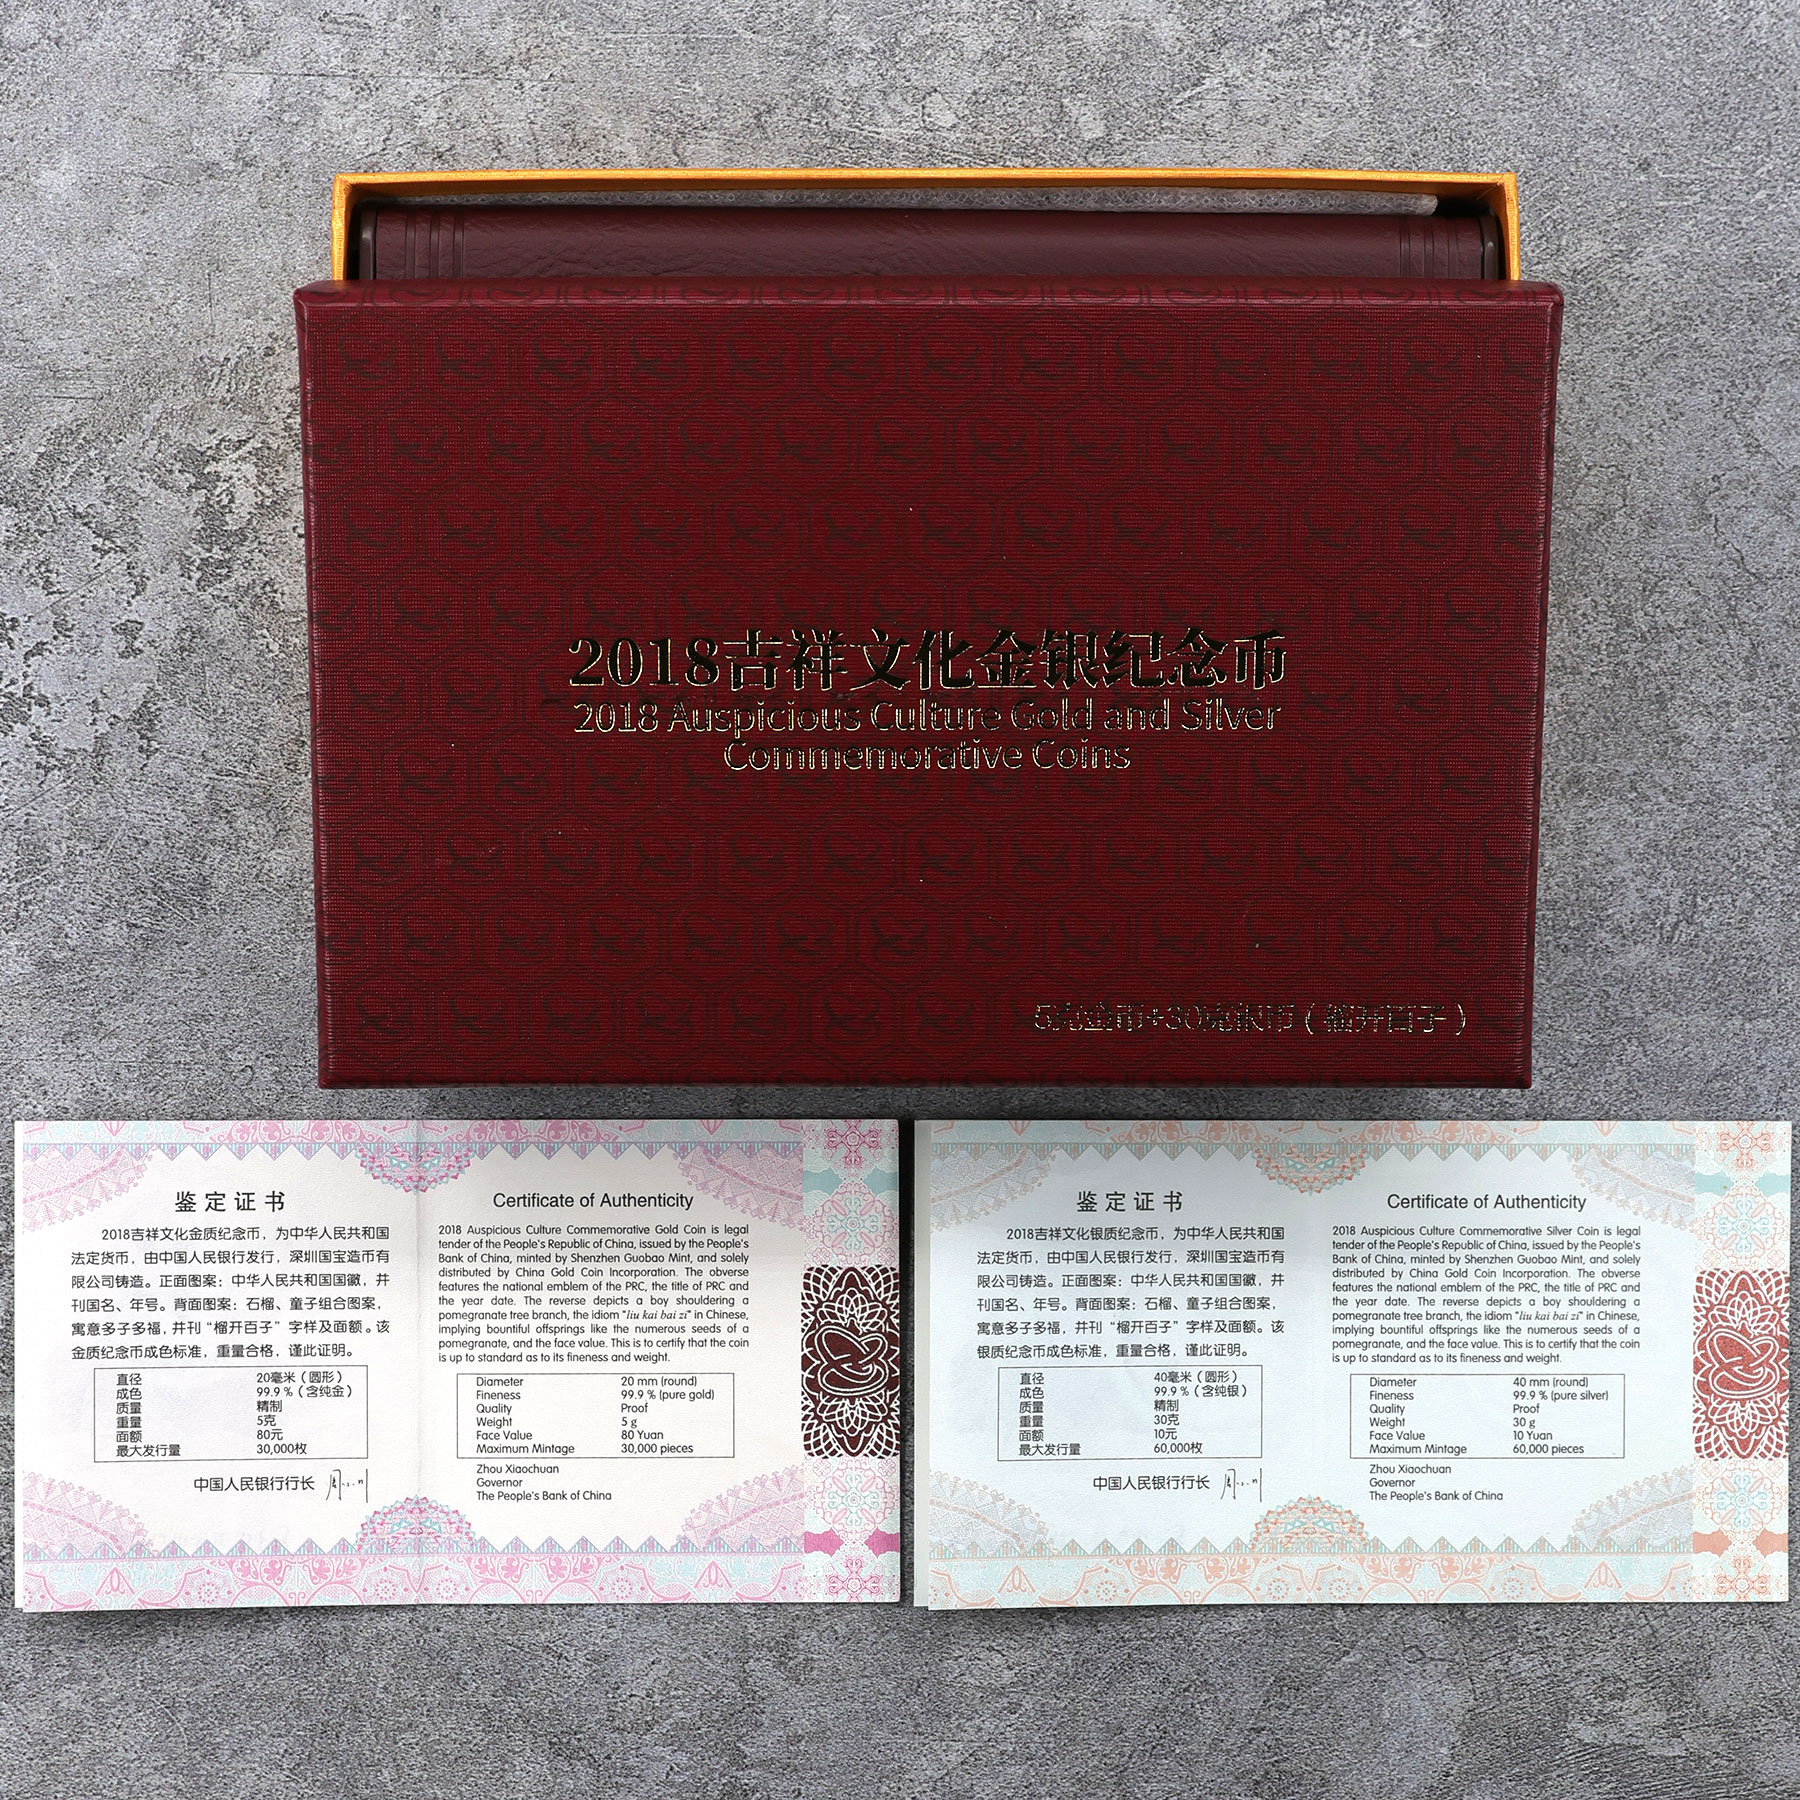 2018吉祥文化金银纪念币
2018 Auspicious Culture Gold and Silver
Commemorative Coins
5克金币+30克银币（榴开百子）
鉴定证书
2018吉祥文化金质纪念币，为中华人民共和国
法定货币，由中国人民银行发行，深圳国宝造币有
限公司铸造。正面图案：中华人民共和国国徽，并
刊国名、年号。背面图案：石榴、童子组合图案，
寓意多子多福，并刊“榴开百子”字样及面额。该
金质纪念币成色标准，重量合格，谨此证明。
直径 20毫米（圆形）
成色 99.9％（含纯金）
质量 精制
重量 5克
面额 80元
最大发行量 30,000枚
中国人民银行行长
Certificate of Authenticity
2018 Auspicious Culture Commemorative Gold Coin is legal
tender of the People's Republic of China, issued by the People's
Bank of China, minted by Shenzhen Guobao Mint, and solely
distributed by China Gold Coin Incorporation. The obverse
features the national emblem of the PRC, the title of PRC and
the year date. The reverse depicts a boy shouldering a
pomegranate tree branch, the idiom "liu kai bai zi" in Chinese,
implying bountiful offsprings like the numerous seeds of a
pomegranate, and the face value. This is to certify that the coin
is up to standard as to its fineness and weight.
Diameter 20 mm (round)
Fineness 99.9 % (pure gold)
Quality Proof
Weight 5 g
Face Value 80 Yuan
Maximum Mintage 30,000 pieces
Zhou Xiaochuan
Governor
The People's Bank of China
鉴定证书
2018吉祥文化银质纪念币，为中华人民共和国
法定货币，由中国人民银行发行，深圳国宝造币有
限公司铸造。正面图案：中华人民共和国国徽，并
刊国名、年号。背面图案：石榴、童子组合图案，
寓意多子多福，并刊“榴开百子”字样及面额。该
银质纪念币成色标准，重量合格，谨此证明。
直径 40毫米（圆形）
成色 99.9％（含纯银）
质量 精制
重量 30克
面额 10元
最大发行量 60,000枚
中国人民银行行长
Certificate of Authenticity
2018 Auspicious Culture Commemorative Silver Coin is legal
tender of the People's Republic of China, issued by the People's
Bank of China, minted by Shenzhen Guobao Mint, and solely
distributed by China Gold Coin Incorporation. The obverse
features the national emblem of the PRC, the title of PRC and
the year date. The reverse depicts a boy shouldering a
pomegranate tree branch, the idiom "liu kai bai zi" in Chinese,
implying bountiful offsprings like the numerous seeds of a
pomegranate, and the face value. This is to certify that the coin
is up to standard as to its fineness and weight.
Diameter 40 mm (round)
Fineness 99.9 % (pure silver)
Quality Proof
Weight 30 g
Face Value 10 Yuan
Maximum Mintage 60,000 pieces
Zhou Xiaochuan
Governor
The People's Bank of China